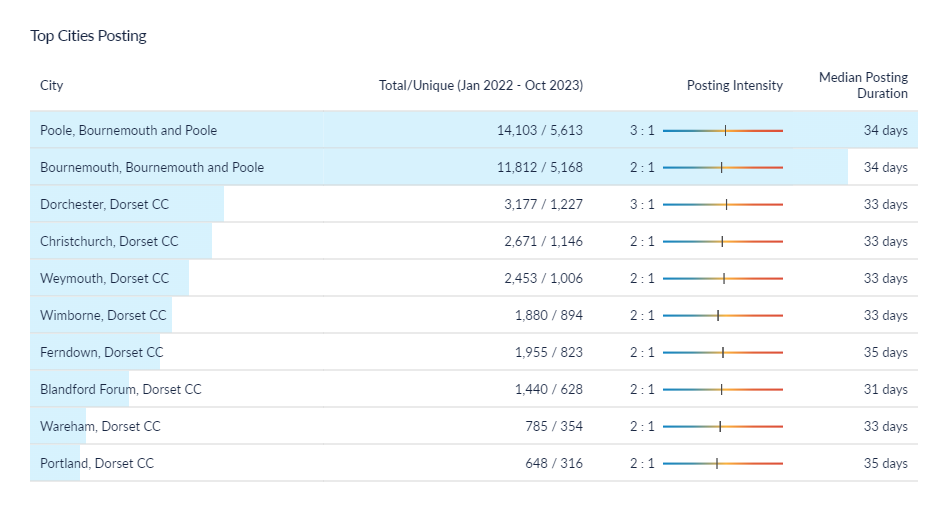 Top Cities Posting
City Total/Unique (Jan 2022 - Oct 2023) Posting Intensity Median Posting Duration
Poole, Bournemouth and Poole 14,103 / 5,613 3 : 1 34 days
Bournemouth, Bournemouth and Poole 11,812 / 5,168 2 : 1 34 days
Dorchester, Dorset CC 3,177 / 1,227 3 : 1 33 days
Christchurch, Dorset CC 2,671 / 1,146 2 : 1 33 days
Weymouth, Dorset CC 2,453 / 1,006 2 : 1 33 days
Wimborne, Dorset CC 1,880 / 894 2 : 1 33 days
Ferndown, Dorset CC 1,955 / 823 2 : 1 35 days
Blandford Forum, Dorset CC 1,440 / 628 2 : 1 31 days
Wareham, Dorset CC 785 / 354 2 : 1 33 days
Portland, Dorset CC 648 / 316 2 : 1 35 days